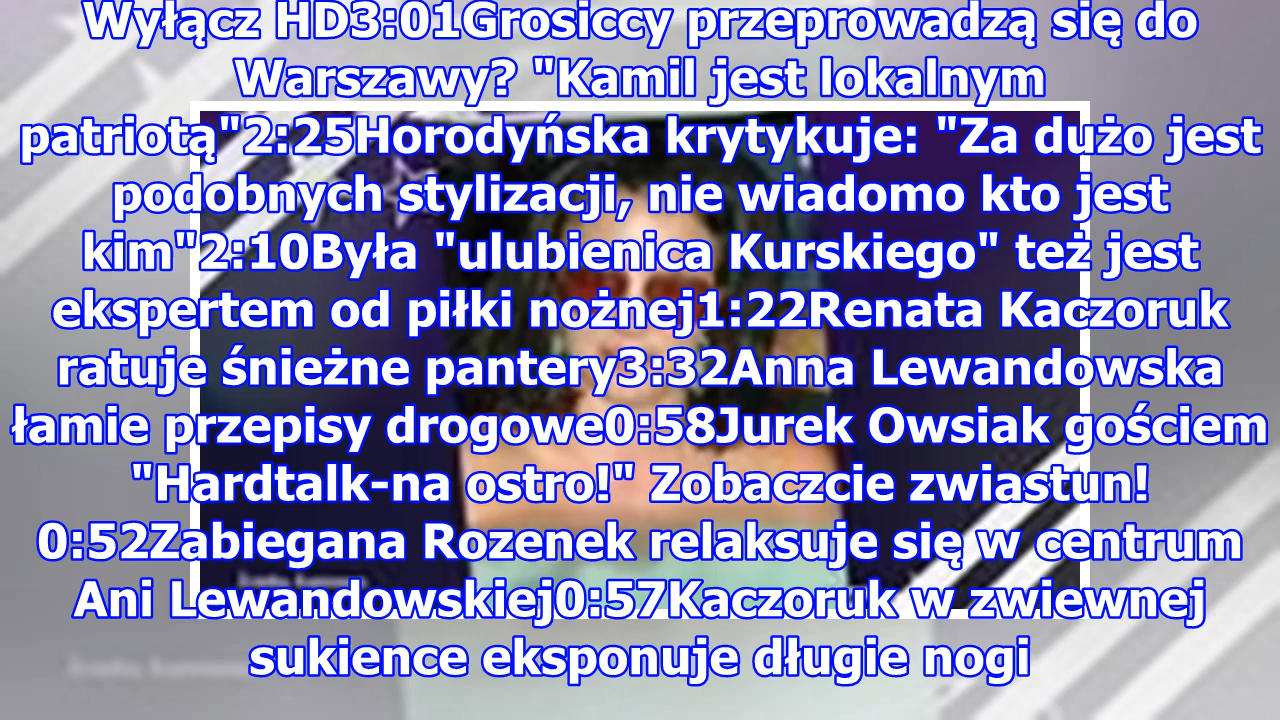 Wyłącz HD3:01Grosiccy przeprowadzą się do
Warszawy? "Kamil jest lokalnym
patriotą"2:25Horodyńska krytykuje: "Za dużo jest
podobnych stylizacji, nie wiadomo kto jest
kim"2:10Była "ulubienica Kurskiego" też jest
ekspertem od piłki nożnej1:22Renata Kaczoruk
ratuje śnieżne pantery3:32Anna Lewandowska
łamie przepisy drogowe0:58Jurek Owsiak gościem
"Hardtalk-na ostro!" Zobaczcie zwiastun!
0:52Zabiegana Rozenek relaksuje się w centrum
Ani Lewandowskiej0:57Kaczoruk w zwiewnej
sukience eksponuje długie nogi